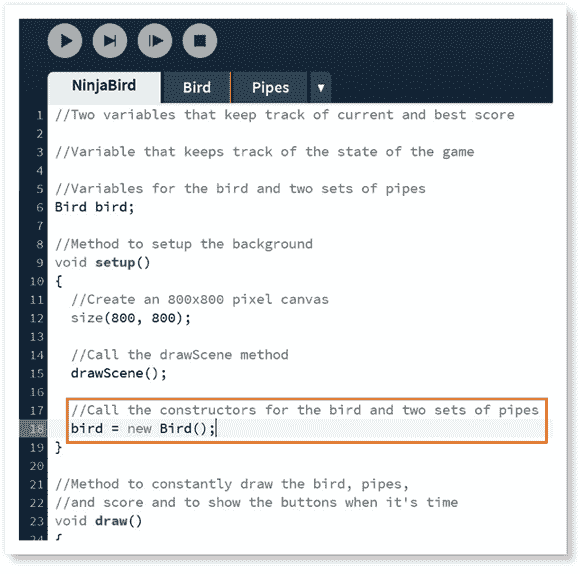 NinjaBird Bird Pipes ▼
1 //Two variables that keep track of current and best score
2
3 //Variable that keeps track of the state of the game
4
5 //Variables for the bird and two sets of pipes
6 Bird bird;
7
8 //Method to setup the background
9 void setup()
10 {
11 //Create an 800x800 pixel canvas
12 size(800, 800);
13
14 //Call the drawScene method
15 drawScene();
16
17 //Call the constructors for the bird and two sets of pipes
18 bird = new Bird();
19 }
20
21 //Method to constantly draw the bird, pipes,
22 //and score and to show the buttons when it's time
23 void draw()
24 {